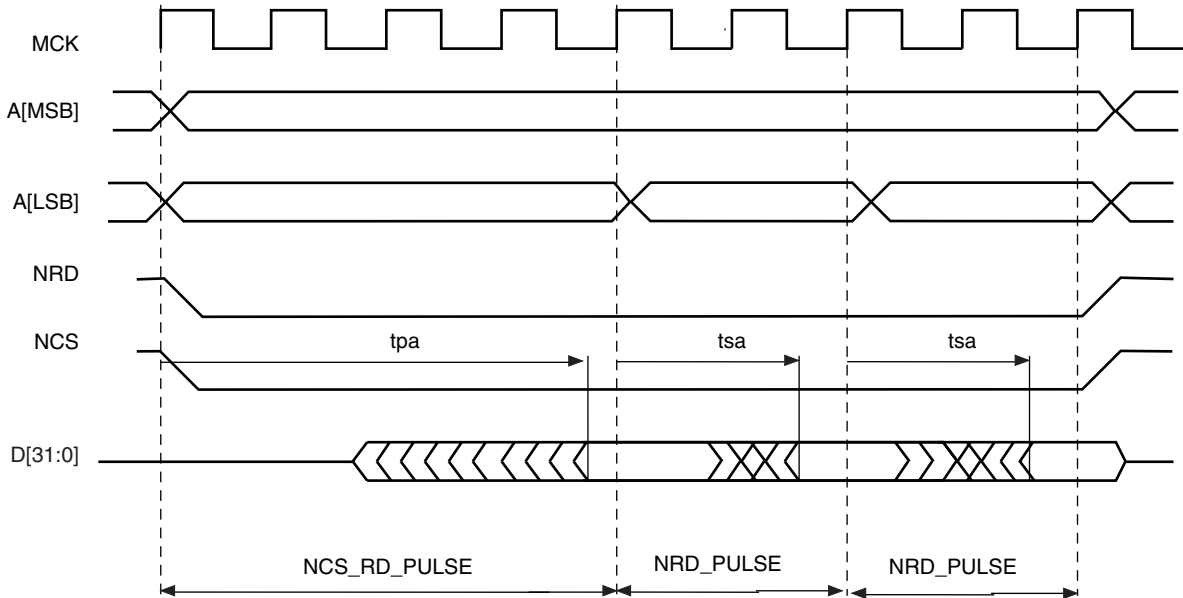 MCK
A[MSB]
A[LSB]
NRD
NCS
tpa
tsa
tsa
D[31:0]
NCS_RD_PULSE
NRD_PULSE
NRD_PULSE